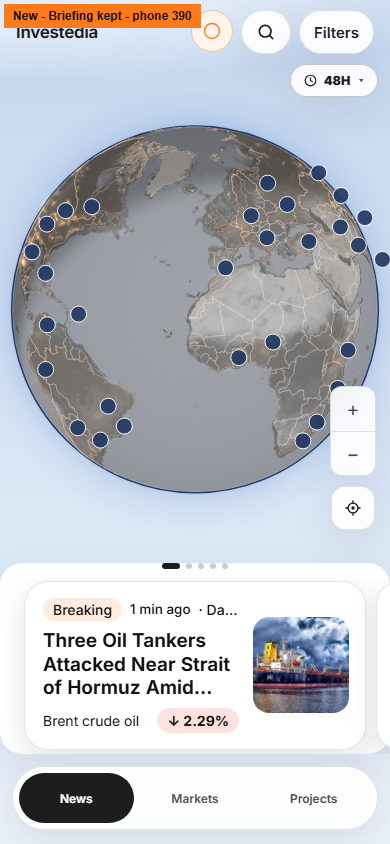 New - Briefing kept - phone 390
Investedia
Filters
48H
+
−
Breaking 1 min ago · Da...
Three Oil Tankers
Attacked Near Strait
of Hormuz Amid...
Brent crude oil ↓ 2.29%
News Markets Projects